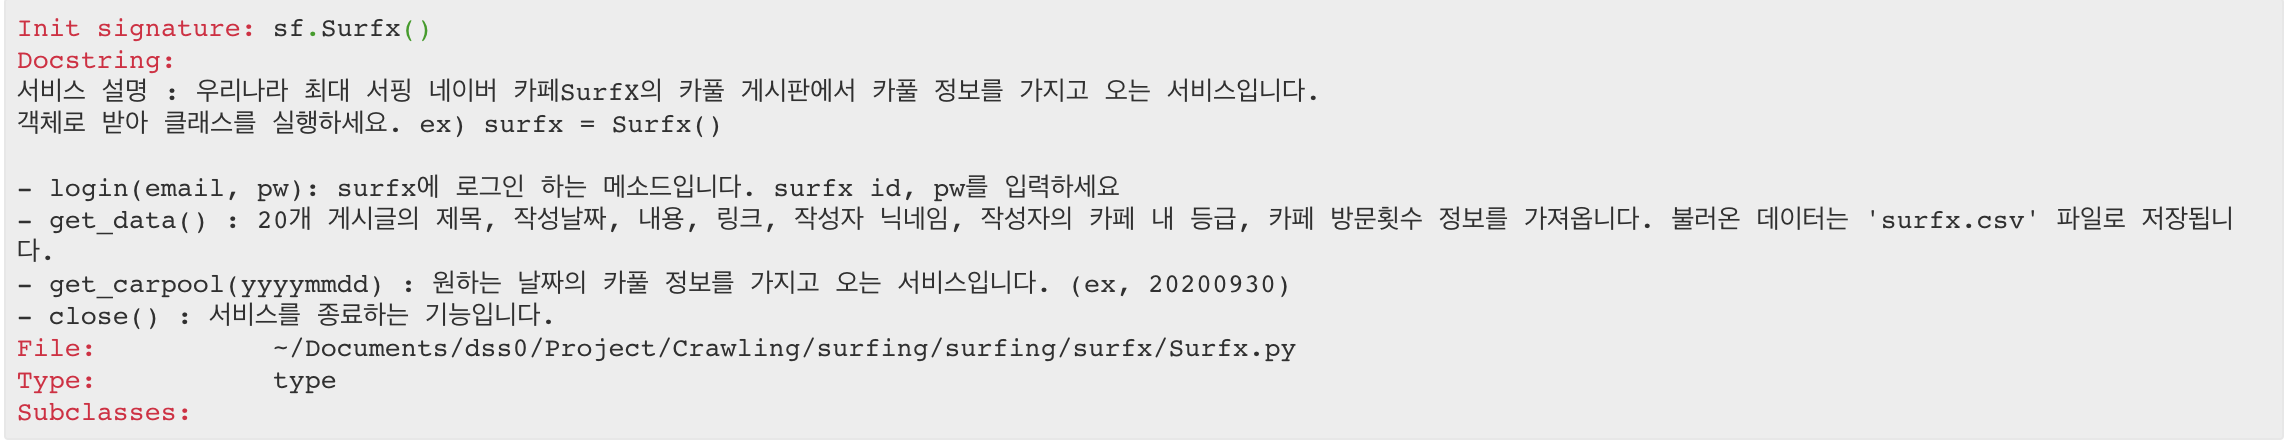 Init signature: sf.Surfx()
Docstring:
서비스 설명 : 우리나라 최대 서핑 네이버 카페SurfX의 카풀 게시판에서 카풀 정보를 가지고 오는 서비스입니다.
객체로 받아 클래스를 실행하세요. ex) surfx = Surfx()
- login(email, pw): surfx에 로그인 하는 메소드입니다. surfx id, pw를 입력하세요
- get_data() : 20개 게시글의 제목, 작성날짜, 내용, 링크, 작성자 닉네임, 작성자의 카페 내 등급, 카페 방문횟수 정보를 가져옵니다. 불러온 데이터는 'surfx.csv' 파일로 저장됩니
다.
- get_carpool(yyyymmdd) : 원하는 날짜의 카풀 정보를 가지고 오는 서비스입니다. (ex, 20200930)
- close() : 서비스를 종료하는 기능입니다.
File: ~/Documents/dss0/Project/Crawling/surfing/surfing/surfx/Surfx.py
Type: type
Subclasses: